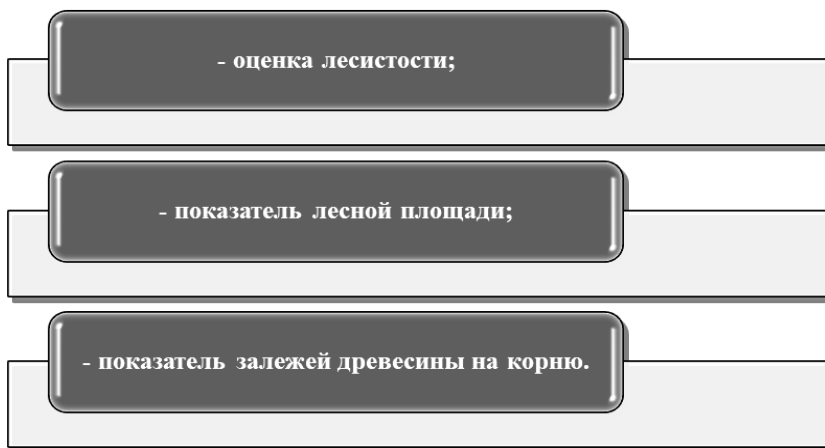 - оценка лесистости;
- показатель лесной площади;
- показатель залежей древесины на корню.